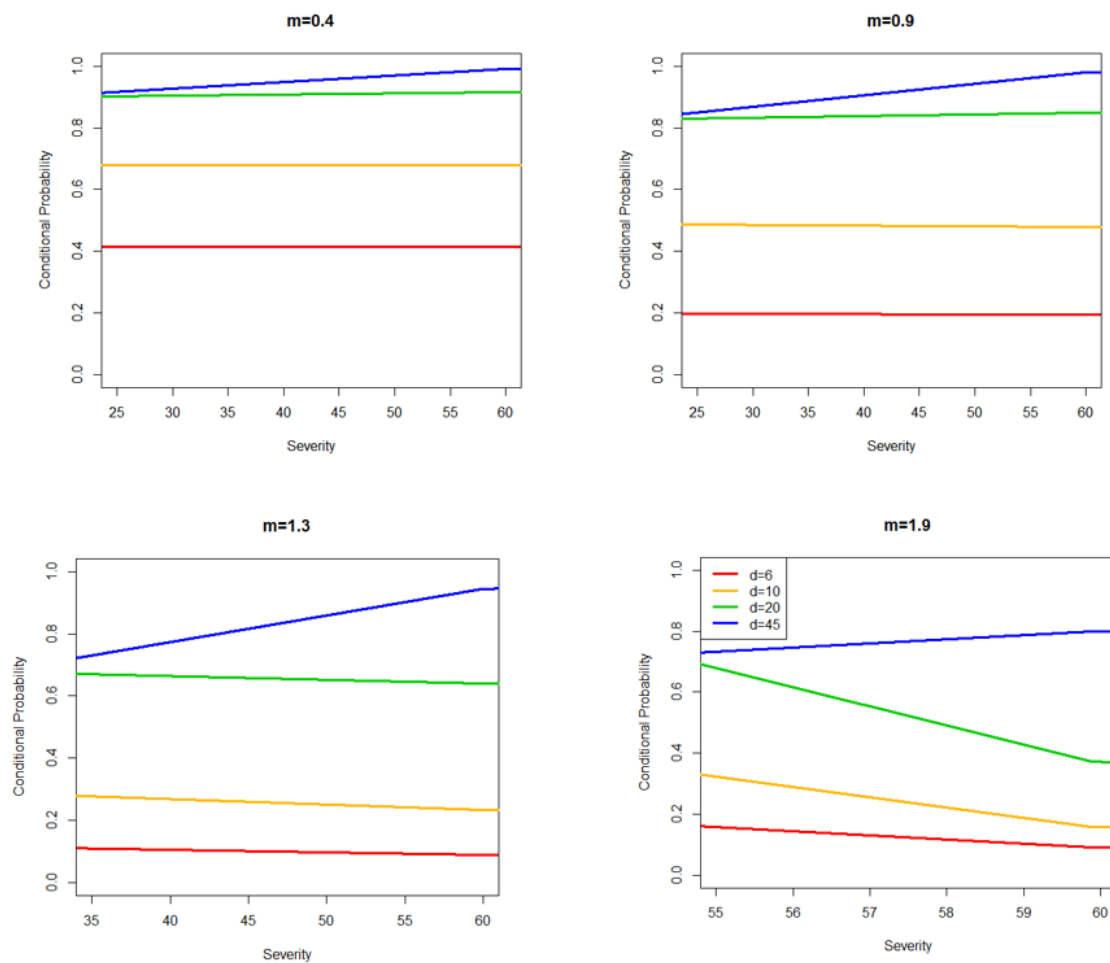 m=0.4
Conditional Probability
0.0 0.2 0.4 0.6 0.8 1.0
25 30 35 40 45 50 55 60
Severity
m=0.9
Conditional Probability
0.0 0.2 0.4 0.6 0.8 1.0
25 30 35 40 45 50 55 60
Severity
m=1.3
Conditional Probability
0.0 0.2 0.4 0.6 0.8 1.0
35 40 45 50 55 60
Severity
m=1.9
d=6
d=10
d=20
d=45
Conditional Probability
0.0 0.2 0.4 0.6 0.8 1.0
55 56 57 58 59 60
Severity